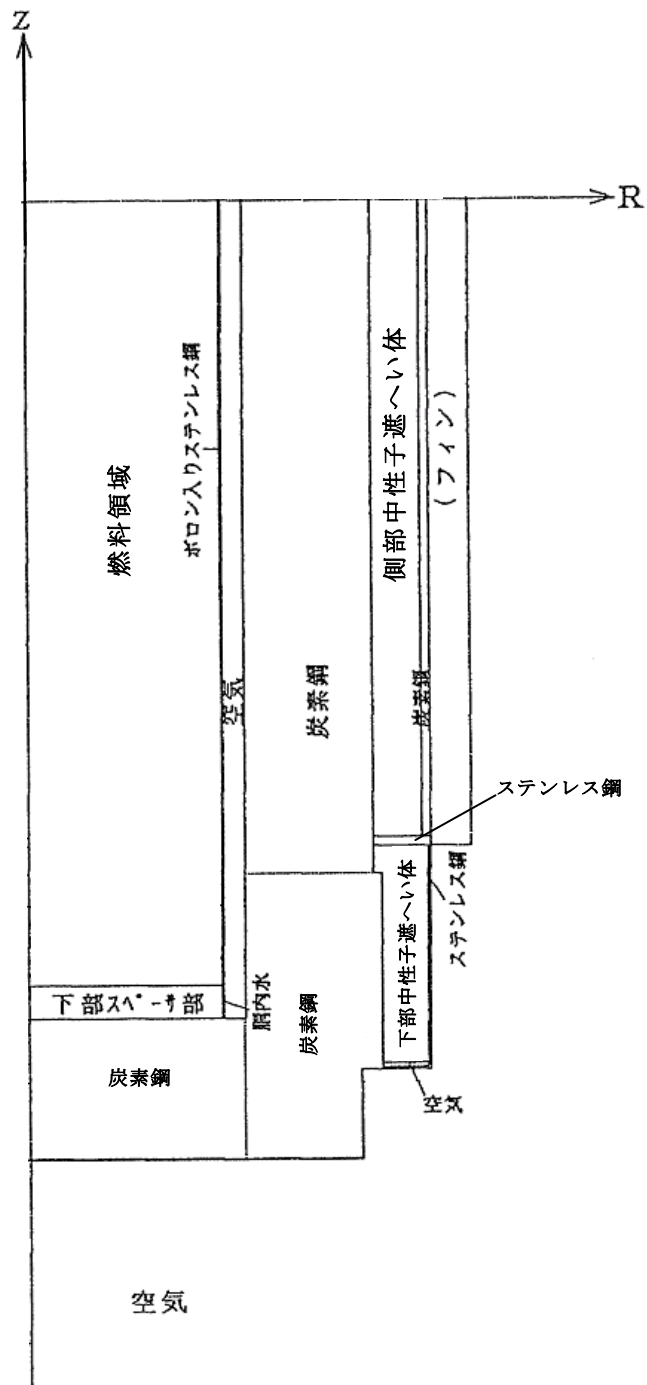 Z
R
ボロン入りステンレス鋼
燃料領域
空気
炭素鋼
側部中性子遮へい体
炭素鋼
(フィン)
ステンレス鋼
下部中性子遮へい体
ステンレス鋼
下部スペーサ部
胴内水
炭素鋼
炭素鋼
空気
空気